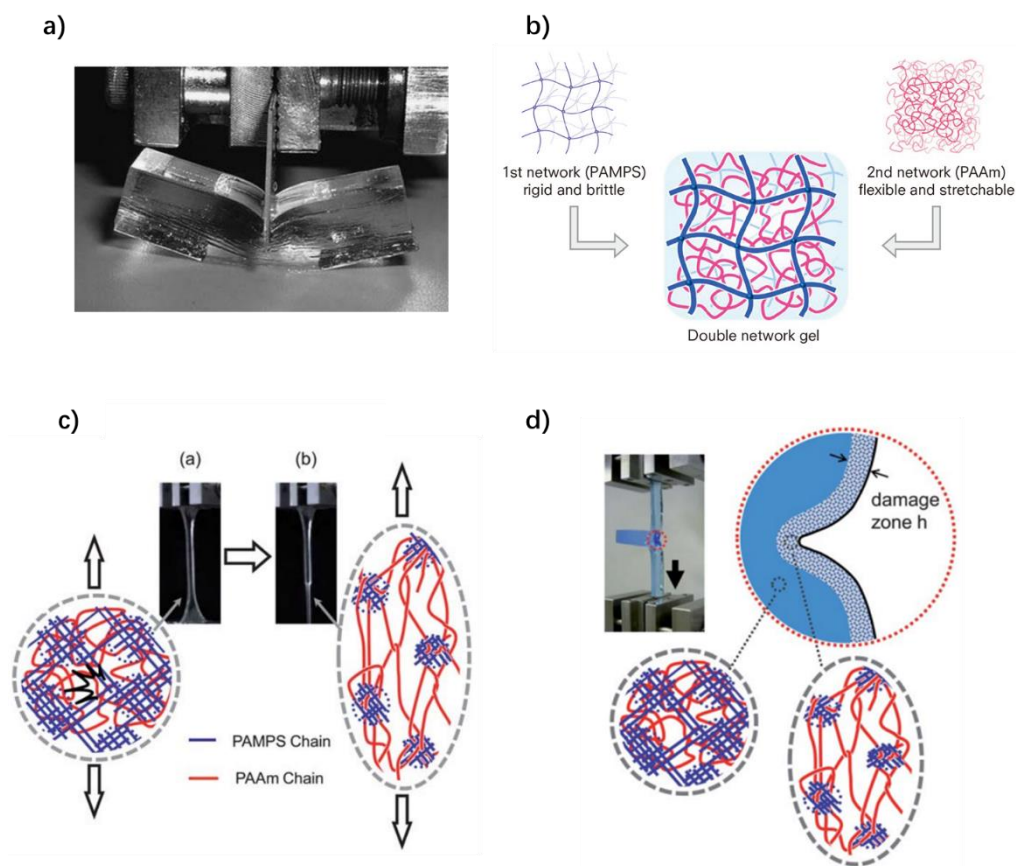 a)
b)
1st network (PAMPS)
rigid and brittle
2nd network (PAAm)
flexible and stretchable
Double network gel
c)
(a)
(b)
PAMPS Chain
PAAm Chain
d)
damage
zone h